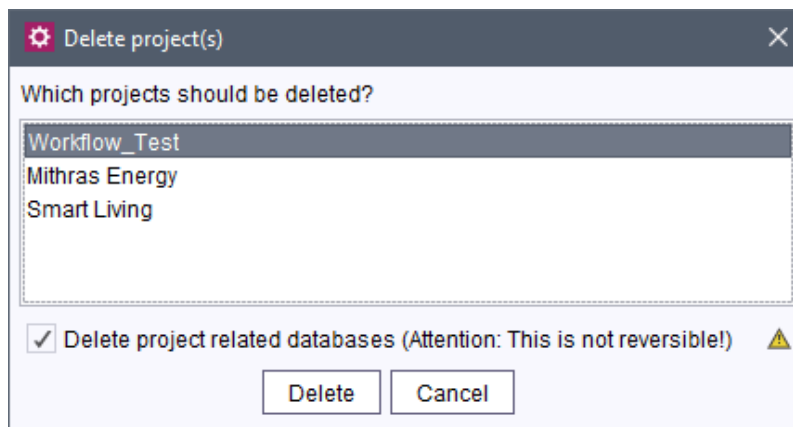 Delete project(s)
Which projects should be deleted?
Workflow_Test
Mithras Energy
Smart Living
Delete project related databases (Attention: This is not reversible!)
Delete Cancel